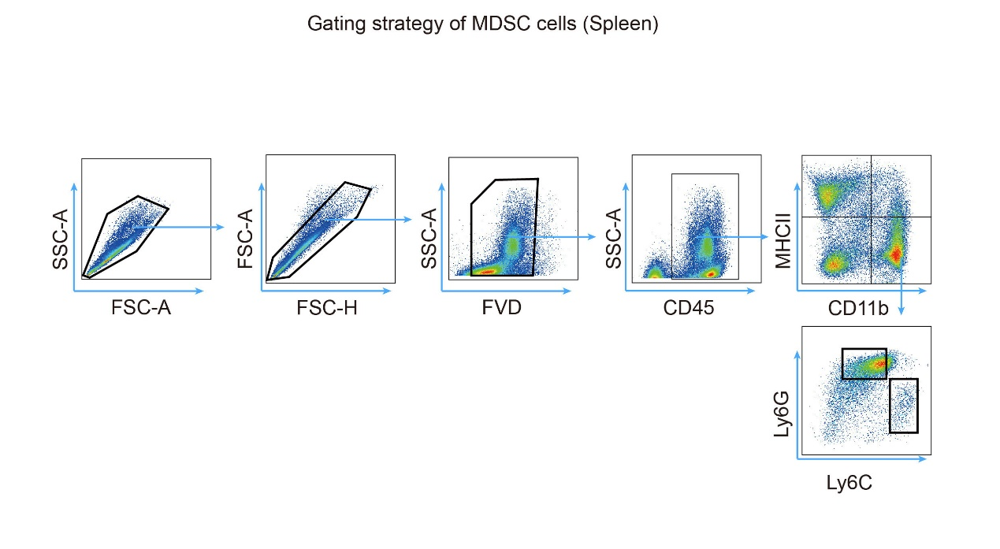 Gating strategy of MDSC cells (Spleen)
SSC-A
FSC-A
FSC-A
FSC-H
SSC-A
FVD
SSC-A
CD45
MHCII
CD11b
Ly6G
Ly6C